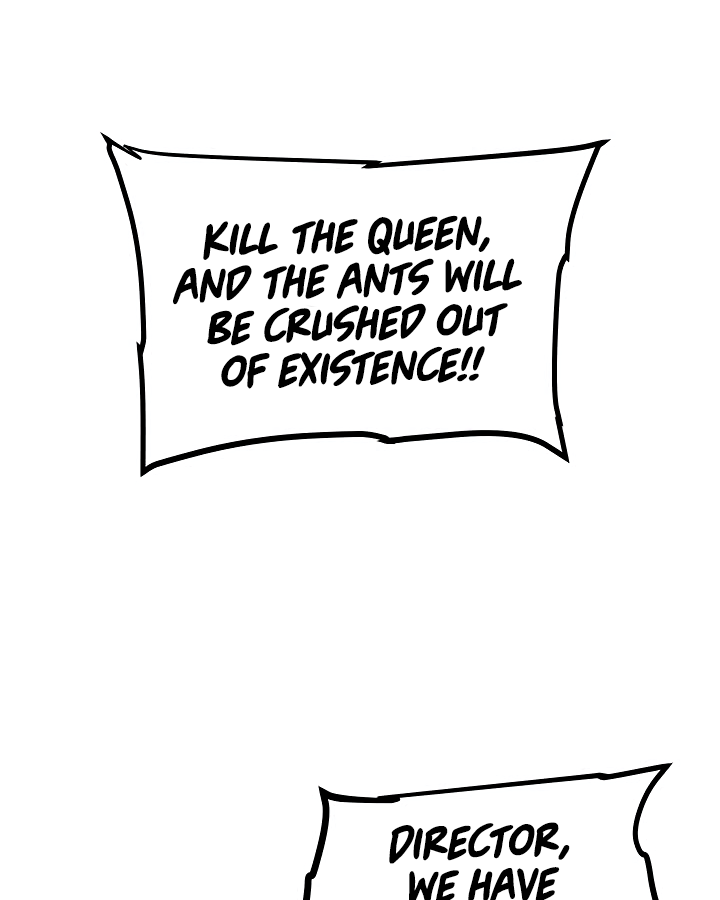 KILL THE QUEEN,
AND THE ANTS WILL
BE CRUSHED OUT
OF EXISTENCE!!
DIRECTOR,
WE HAVE